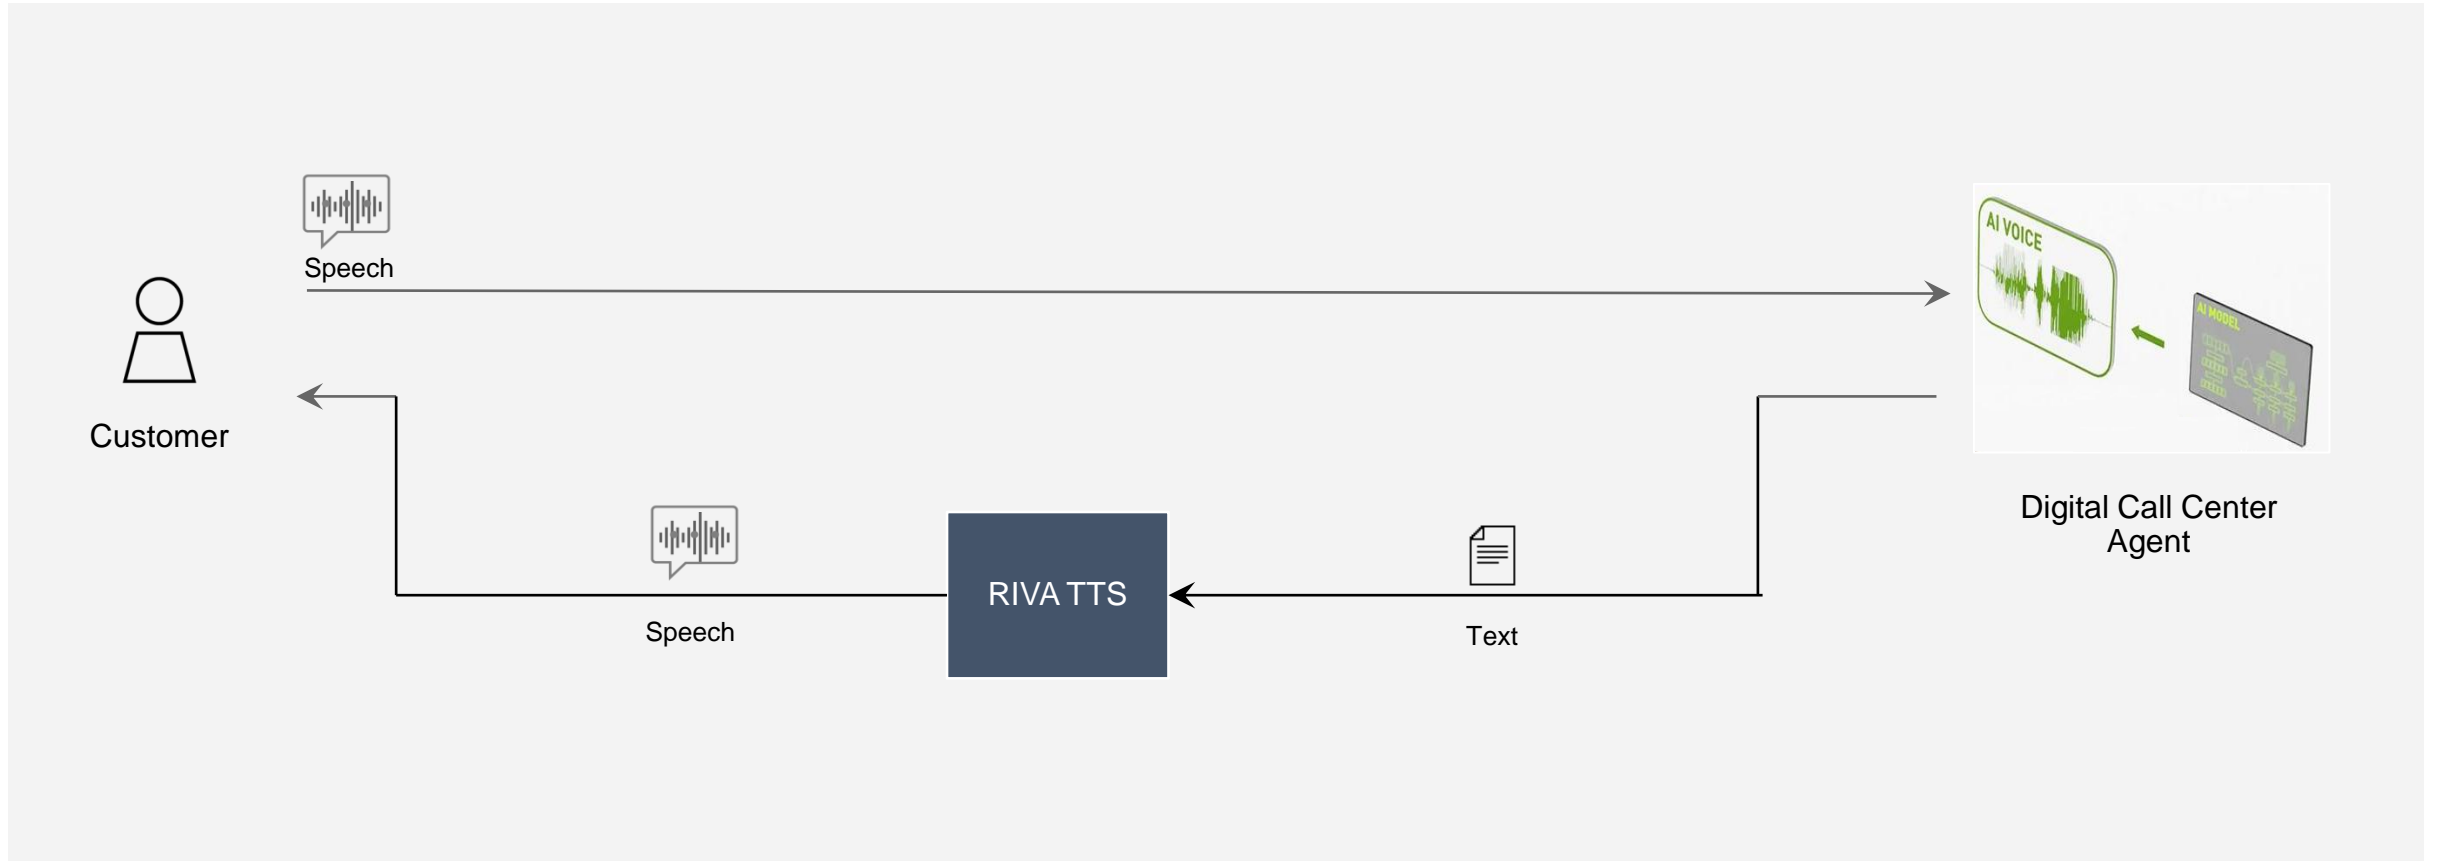 Speech
AI VOICE
AI MODEL
Customer
Digital Call Center
Agent
RIVA TTS
Speech
Text